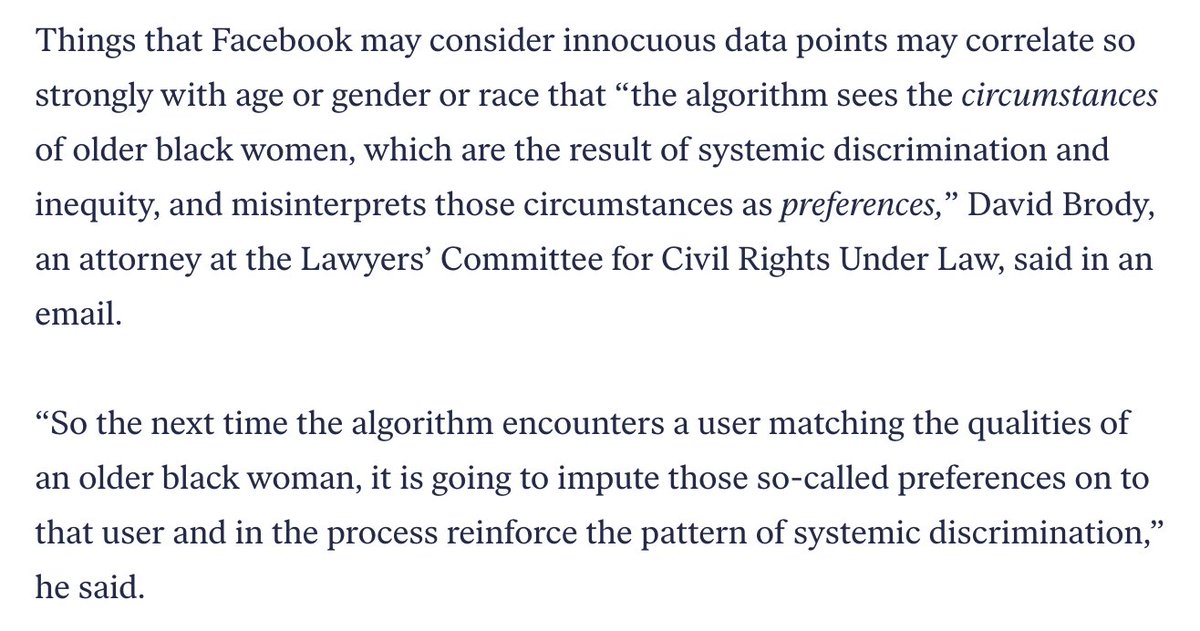 Things that Facebook may consider innocuous data points may correlate so
strongly with age or gender or race that “the algorithm sees the circumstances
of older black women, which are the result of systemic discrimination and
inequity, and misinterprets those circumstances as preferences,” David Brody,
an attorney at the Lawyers’ Committee for Civil Rights Under Law, said in an
email.
“So the next time the algorithm encounters a user matching the qualities of
an older black woman, it is going to impute those so-called preferences on to
that user and in the process reinforce the pattern of systemic discrimination,”
he said.